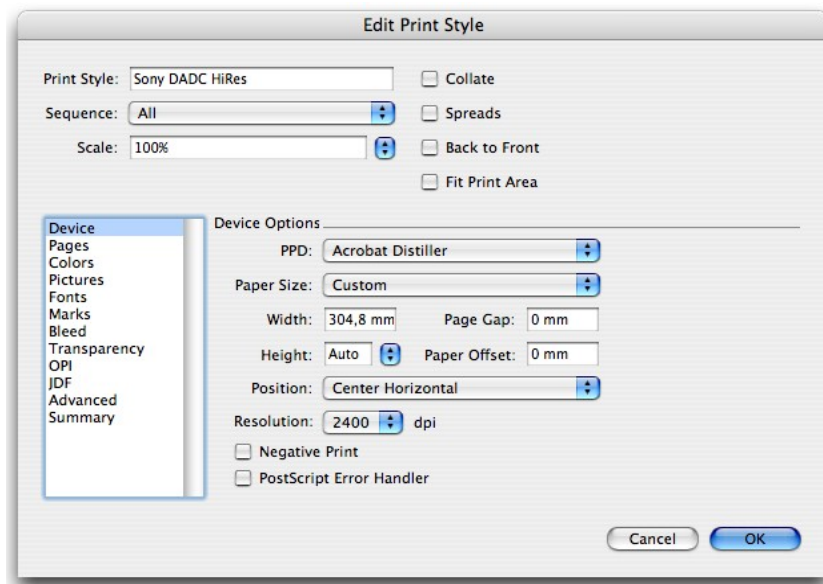 Edit Print Style
Print Style: Sony DADC HiRes
Collate
Sequence: All
Spreads
Scale: 100%
Back to Front
Fit Print Area
Device
Pages
Colors
Pictures
Fonts
Marks
Bleed
Transparency
OPI
JDF
Advanced
Summary
Device Options
PPD: Acrobat Distiller
Paper Size: Custom
Width: 304,8 mm Page Gap: 0 mm
Height: Auto Paper Offset: 0 mm
Position: Center Horizontal
Resolution: 2400 dpi
Negative Print
PostScript Error Handler
Cancel OK